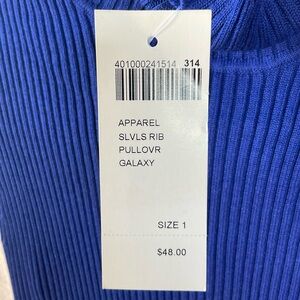 401000241514 314
APPAREL
SLVLS RIB
PULLOVR
GALAXY
SIZE 1
$48.00